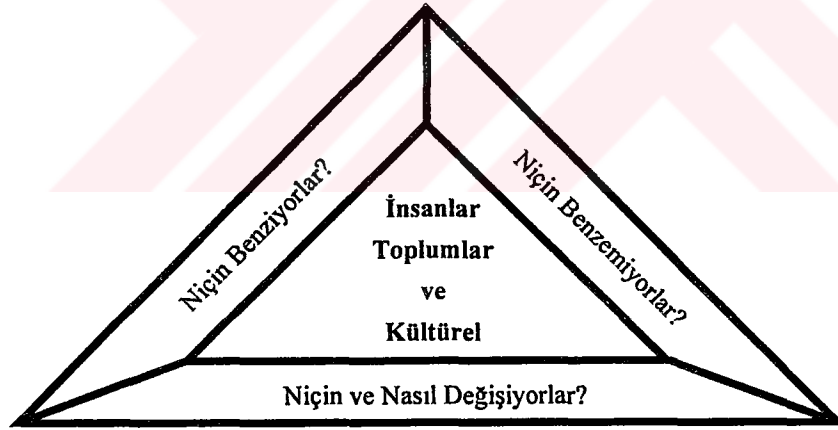 Niçin Benziyorlar?
Niçin Benzemiyorlar?
İnsanlar
Toplumlar
ve
Kültürel
Niçin ve Nasıl Değişiyorlar?